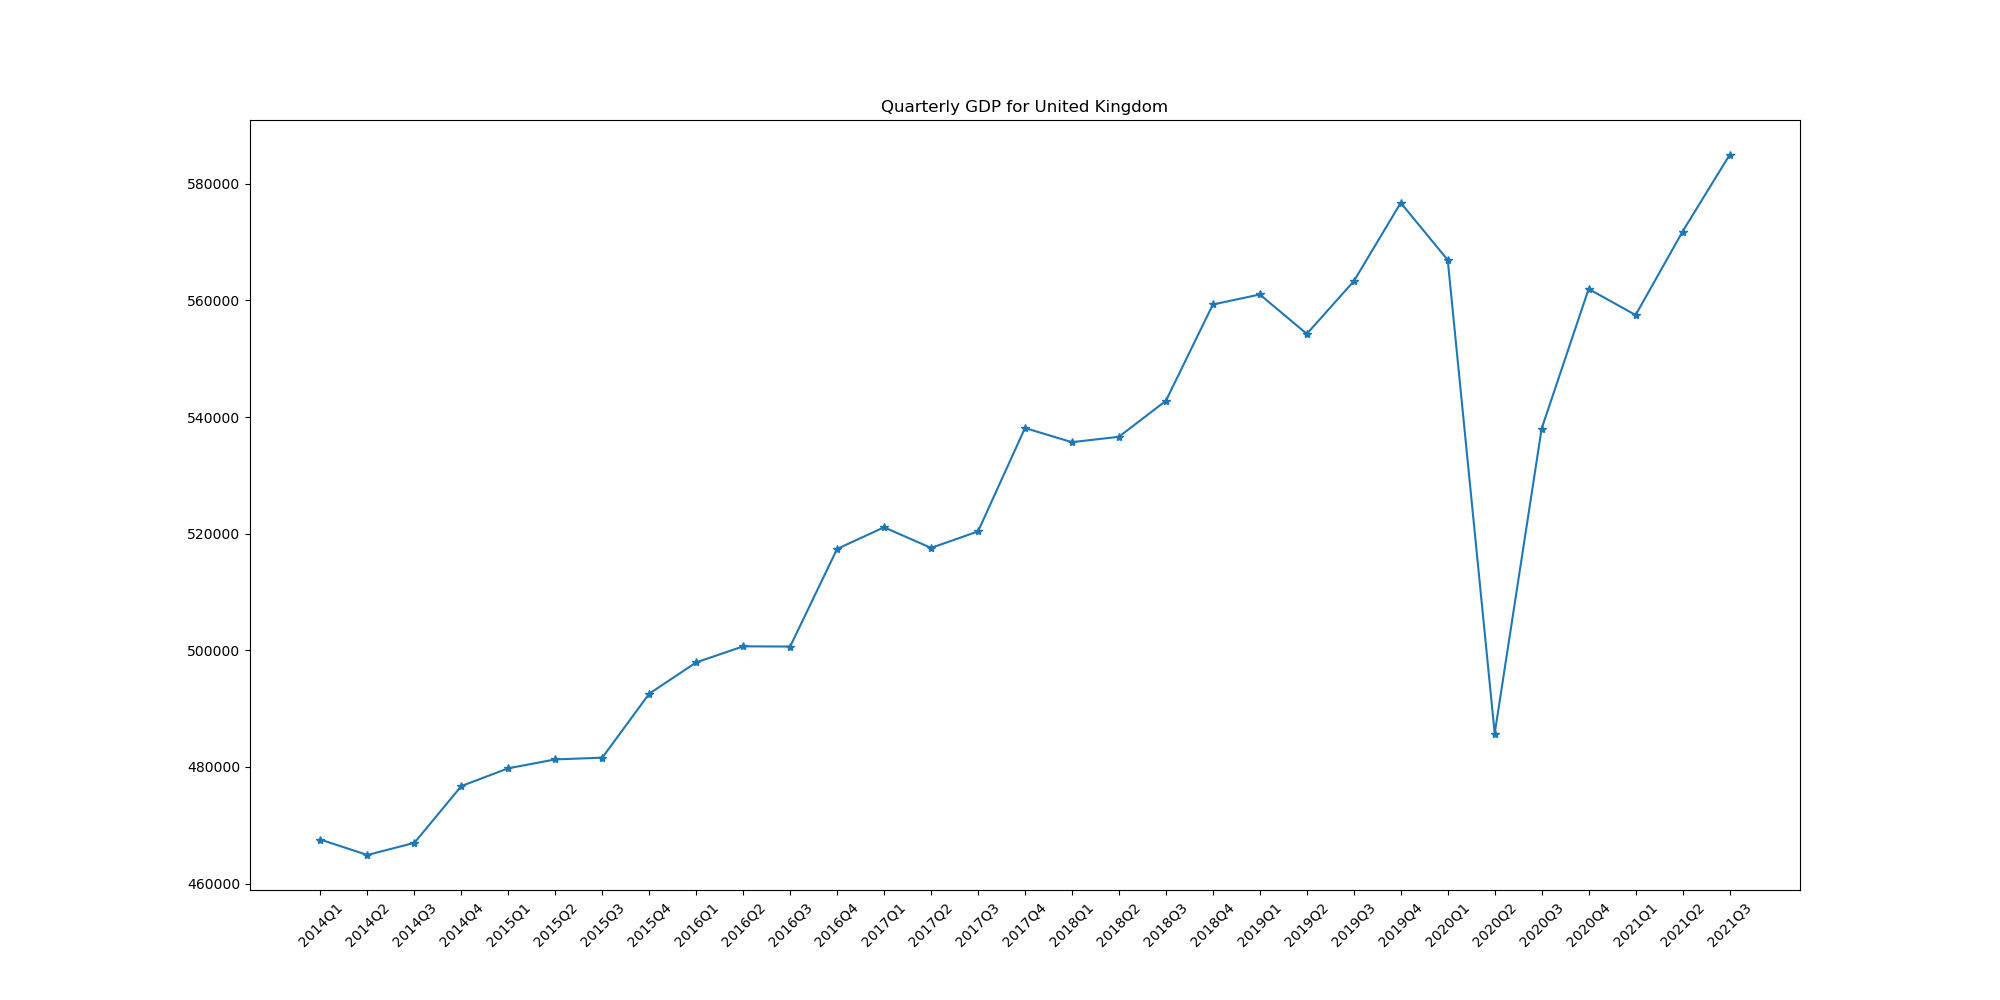 Quarterly GDP for United Kingdom
580000
560000
540000
520000
500000
480000
460000
2014Q1
2014Q2
2014Q3
2014Q4
2015Q1
2015Q2
2015Q3
2015Q4
2016Q1
2016Q2
2016Q3
2016Q4
2017Q1
2017Q2
2017Q3
2017Q4
2018Q1
2018Q2
2018Q3
2018Q4
2019Q1
2019Q2
2019Q3
2019Q4
2020Q1
2020Q2
2020Q3
2020Q4
2021Q1
2021Q2
2021Q3